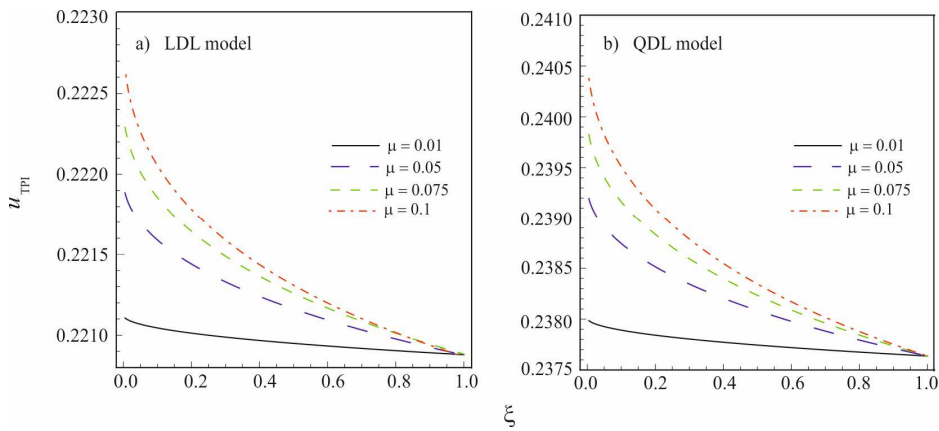 a) LDL model
0.2230
0.2225
0.2220
0.2215
0.2210
u_TPI
μ = 0.01
μ = 0.05
μ = 0.075
μ = 0.1
0.0 0.2 0.4 0.6 0.8 1.0
b) QDL model
0.2410
0.2405
0.2400
0.2395
0.2390
0.2385
0.2380
0.2375
μ = 0.01
μ = 0.05
μ = 0.075
μ = 0.1
0.0 0.2 0.4 0.6 0.8 1.0
ξ